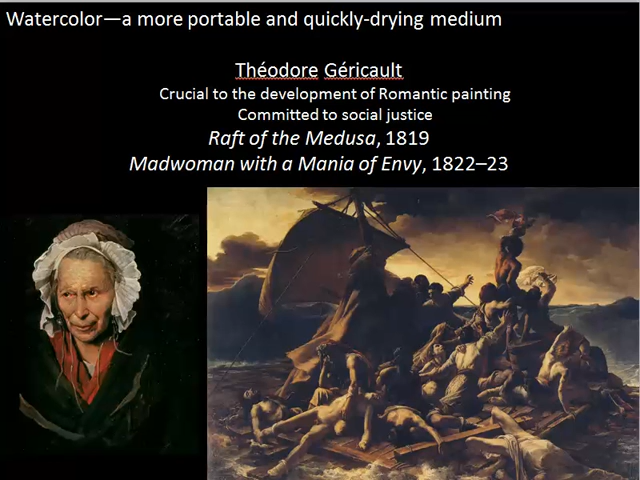 Watercolor—a more portable and quickly-drying medium
Théodore Géricault
Crucial to the development of Romantic painting
Committed to social justice
Raft of the Medusa, 1819
Madwoman with a Mania of Envy, 1822–23